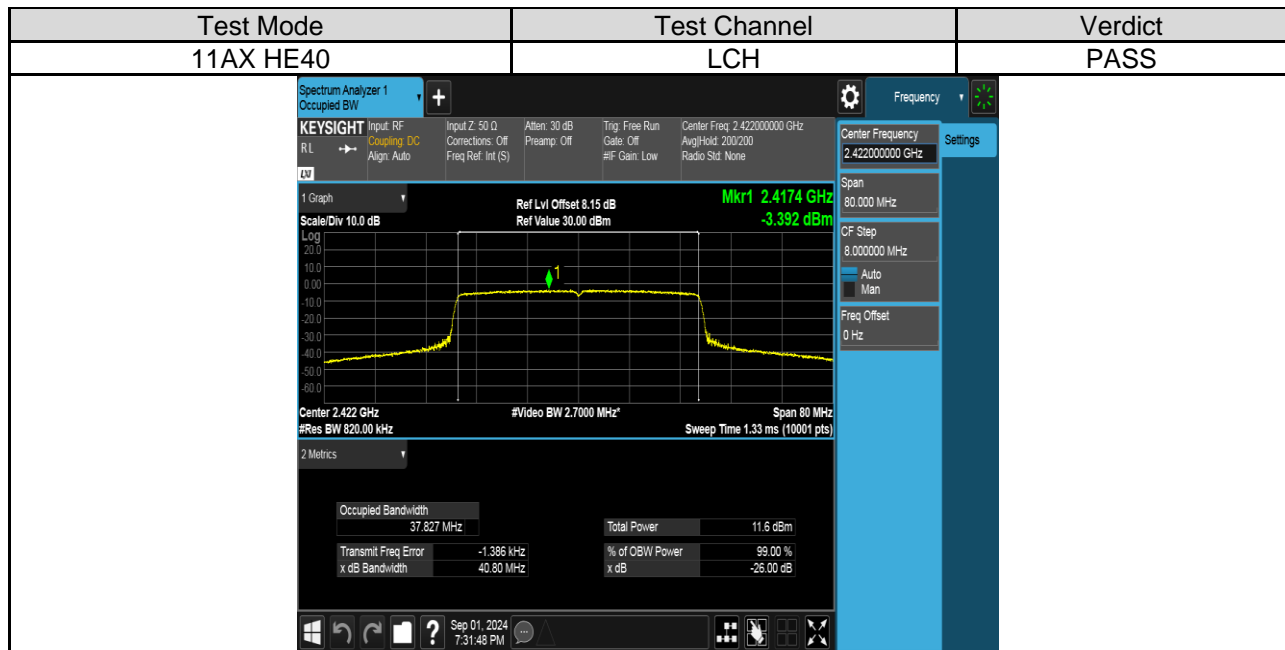 Test Mode Test Channel Verdict
11AX HE40 LCH PASS
Spectrum Analyzer 1
Occupied BW
+
Frequency
KEYSIGHT Input: RF Input Z: 50 Ω Atten: 30 dB Trig: Free Run Center Freq: 2.422000000 GHz
RL Coupling: DC Corrections: Off Preamp: Off Gate: Off Avg|Hold: 200/200
Align: Auto Freq Ref: Int (S) #IF Gain: Low Radio Std: None
LXI
Center Frequency
2.422000000 GHz
Settings
Span
80.000 MHz
CF Step
8.000000 MHz
Auto
Man
Freq Offset
0 Hz
1 Graph Ref Lvl Offset 8.15 dB Mkr1 2.4174 GHz
Scale/Div 10.0 dB Ref Value 30.00 dBm -3.392 dBm
Log
20.0
10.0
1
0.00
-10.0
-20.0
-30.0
-40.0
-50.0
-60.0
Center 2.422 GHz #Video BW 2.7000 MHz* Span 80 MHz
#Res BW 820.00 kHz Sweep Time 1.33 ms (10001 pts)
2 Metrics
Occupied Bandwidth
37.827 MHz Total Power 11.6 dBm
Transmit Freq Error -1.386 kHz % of OBW Power 99.00 %
x dB Bandwidth 40.80 MHz x dB -26.00 dB
? Sep 01, 2024
7:31:48 PM